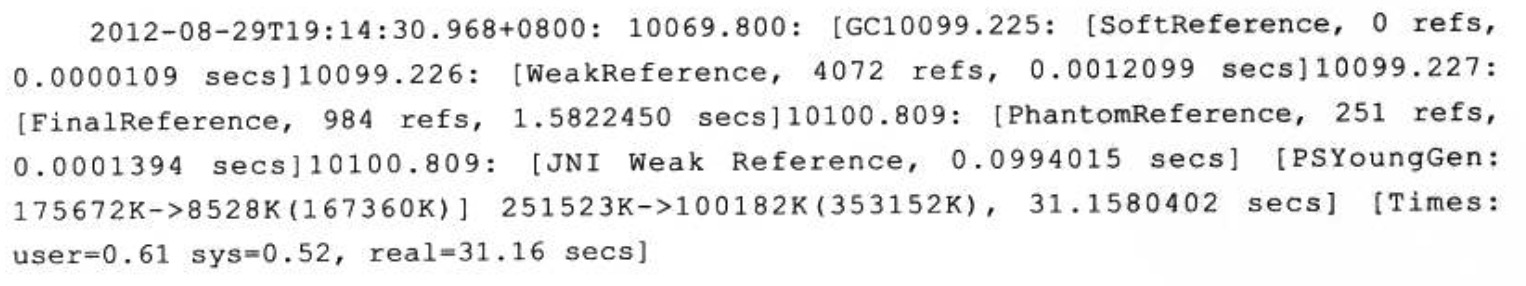 2012-08-29T19:14:30.968+0800: 10069.800: [GC10099.225: [SoftReference, 0 refs,
0.0000109 secs]10099.226: [WeakReference, 4072 refs, 0.0012099 secs]10099.227:
[FinalReference, 984 refs, 1.5822450 secs]10100.809: [PhantomReference, 251 refs,
0.0001394 secs]10100.809: [JNI Weak Reference, 0.0994015 secs] [PSYoungGen:
175672K->8528K(167360K)] 251523K->100182K(353152K), 31.1580402 secs] [Times:
user=0.61 sys=0.52, real=31.16 secs]